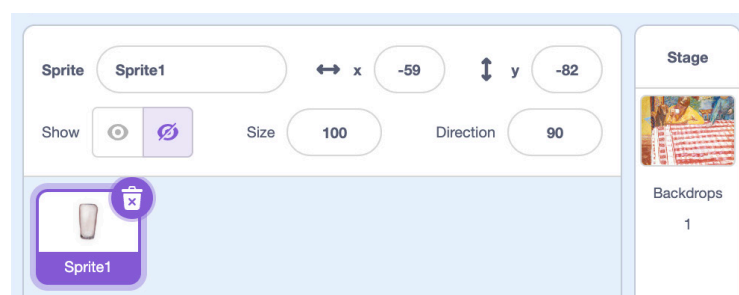 Sprite Sprite1 x -59 y -82
Show Size 100 Direction 90
Sprite1
Stage
Backdrops
1